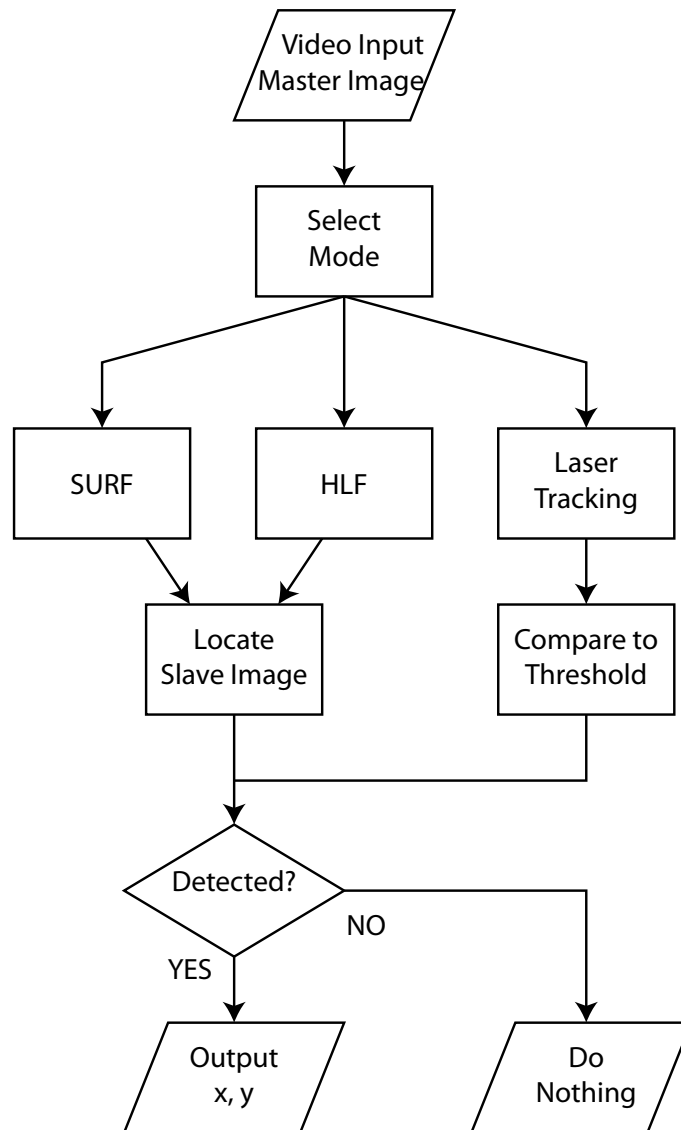 Video Input
Master Image
Select
Mode
SURF
HLF
Laser
Tracking
Locate
Slave Image
Compare to
Threshold
Detected?
NO
YES
Output
x, y
Do
Nothing